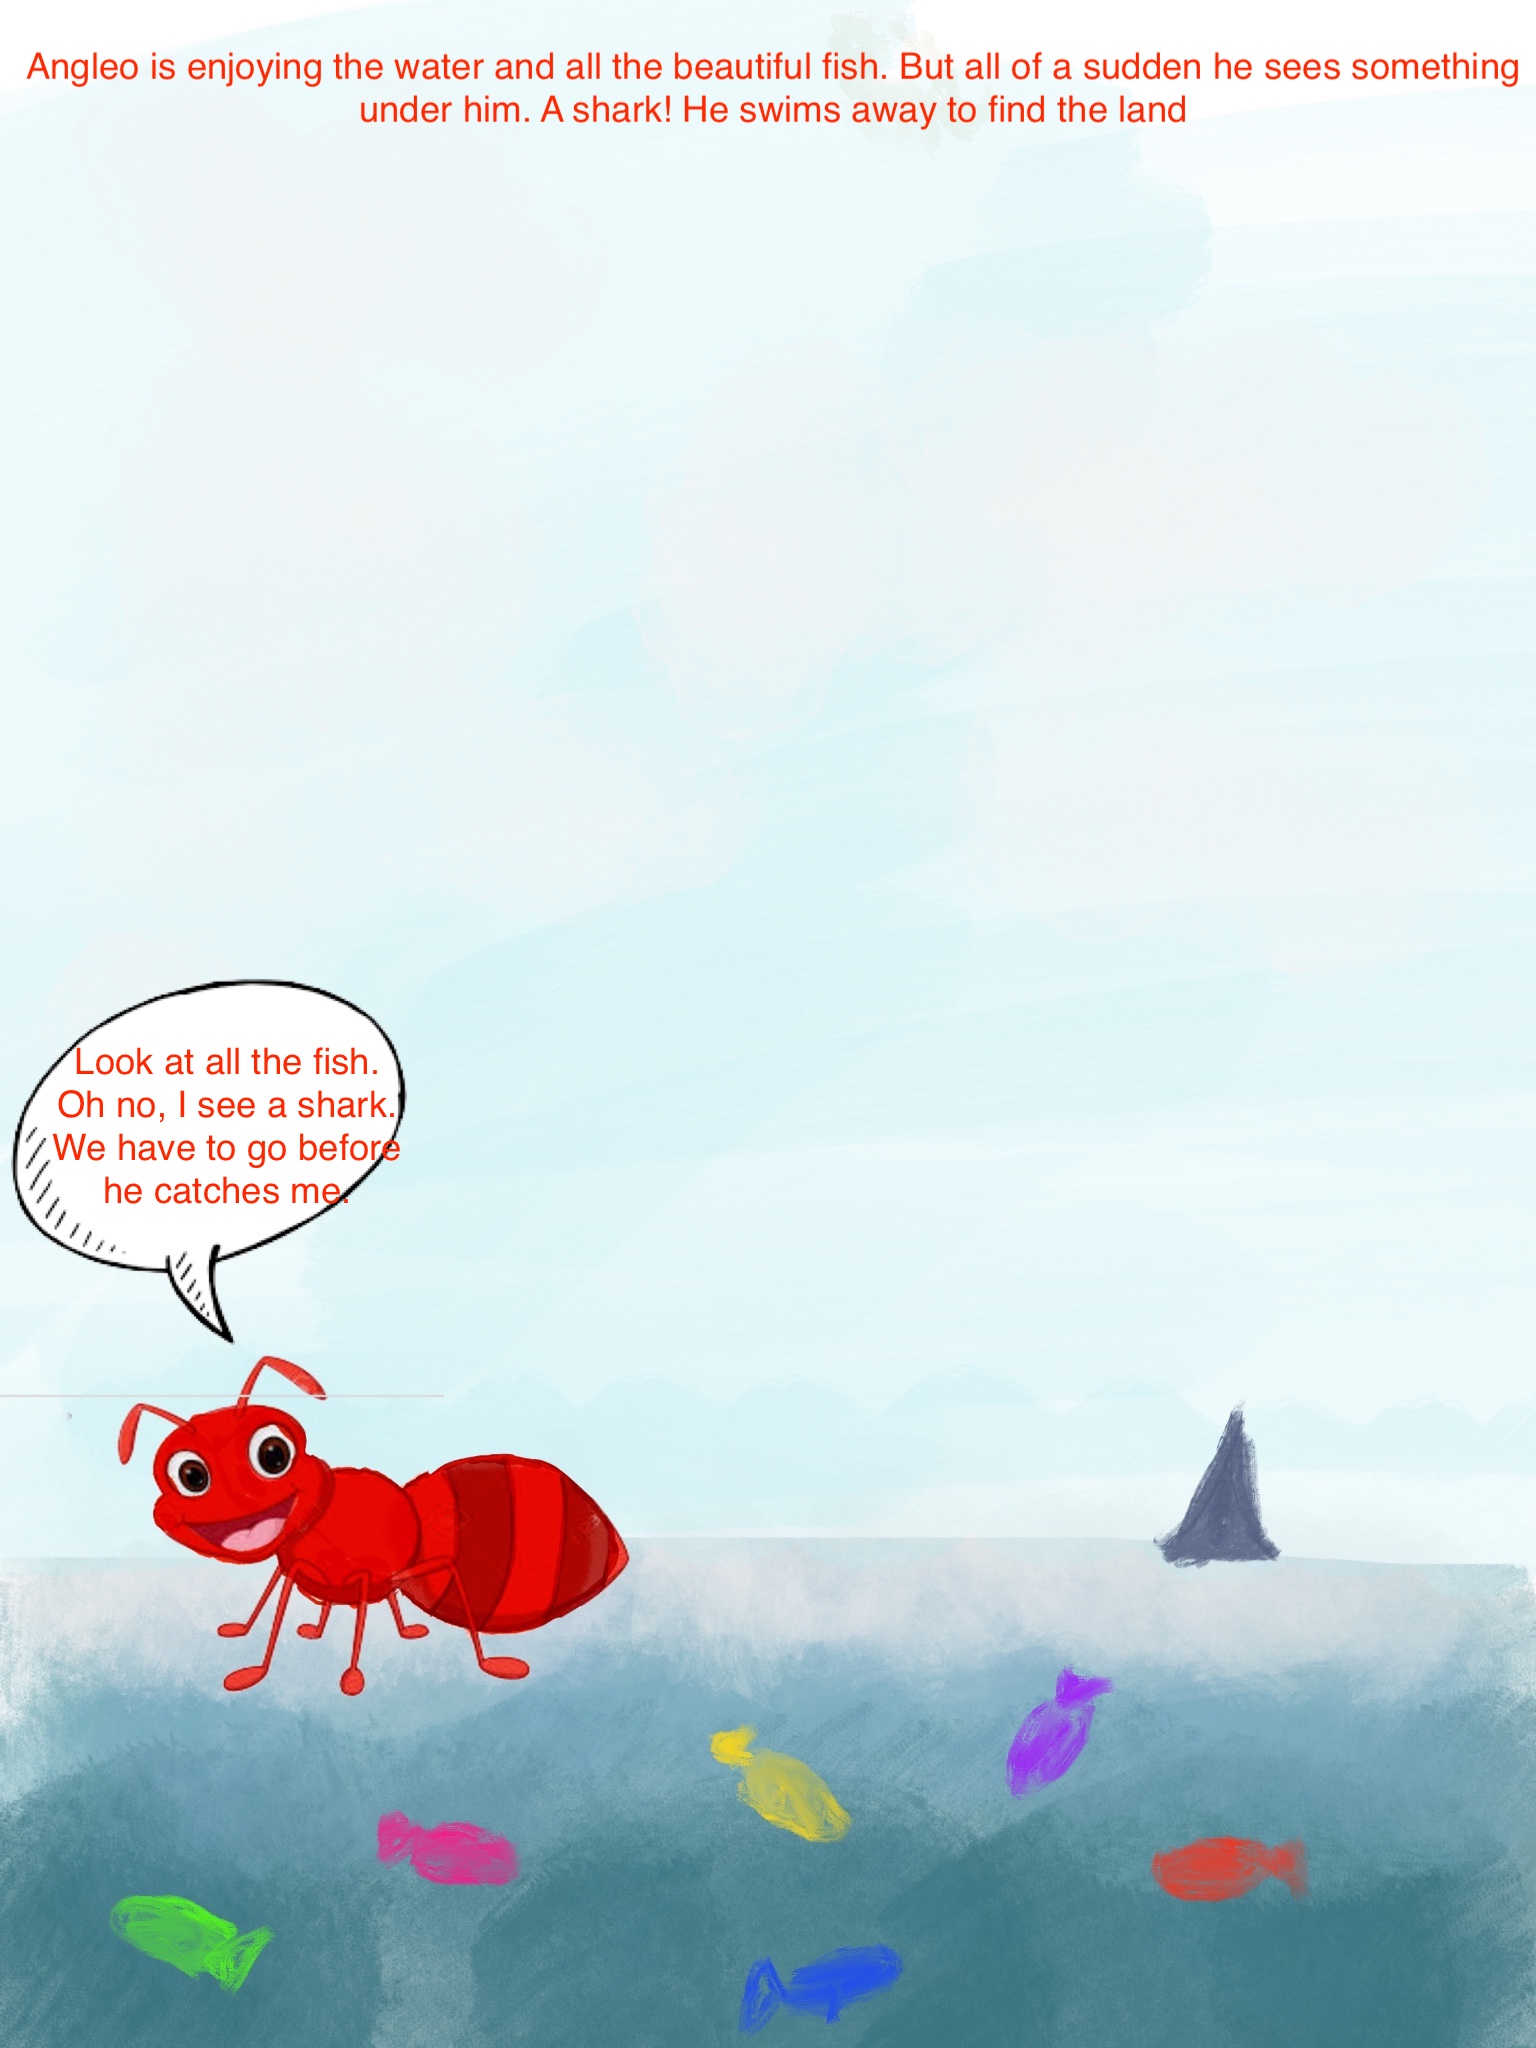 Angleo is enjoying the water and all the beautiful fish. But all of a sudden he sees something
under him. A shark! He swims away to find the land
Look at all the fish.
Oh no, I see a shark.
We have to go before
he catches me.